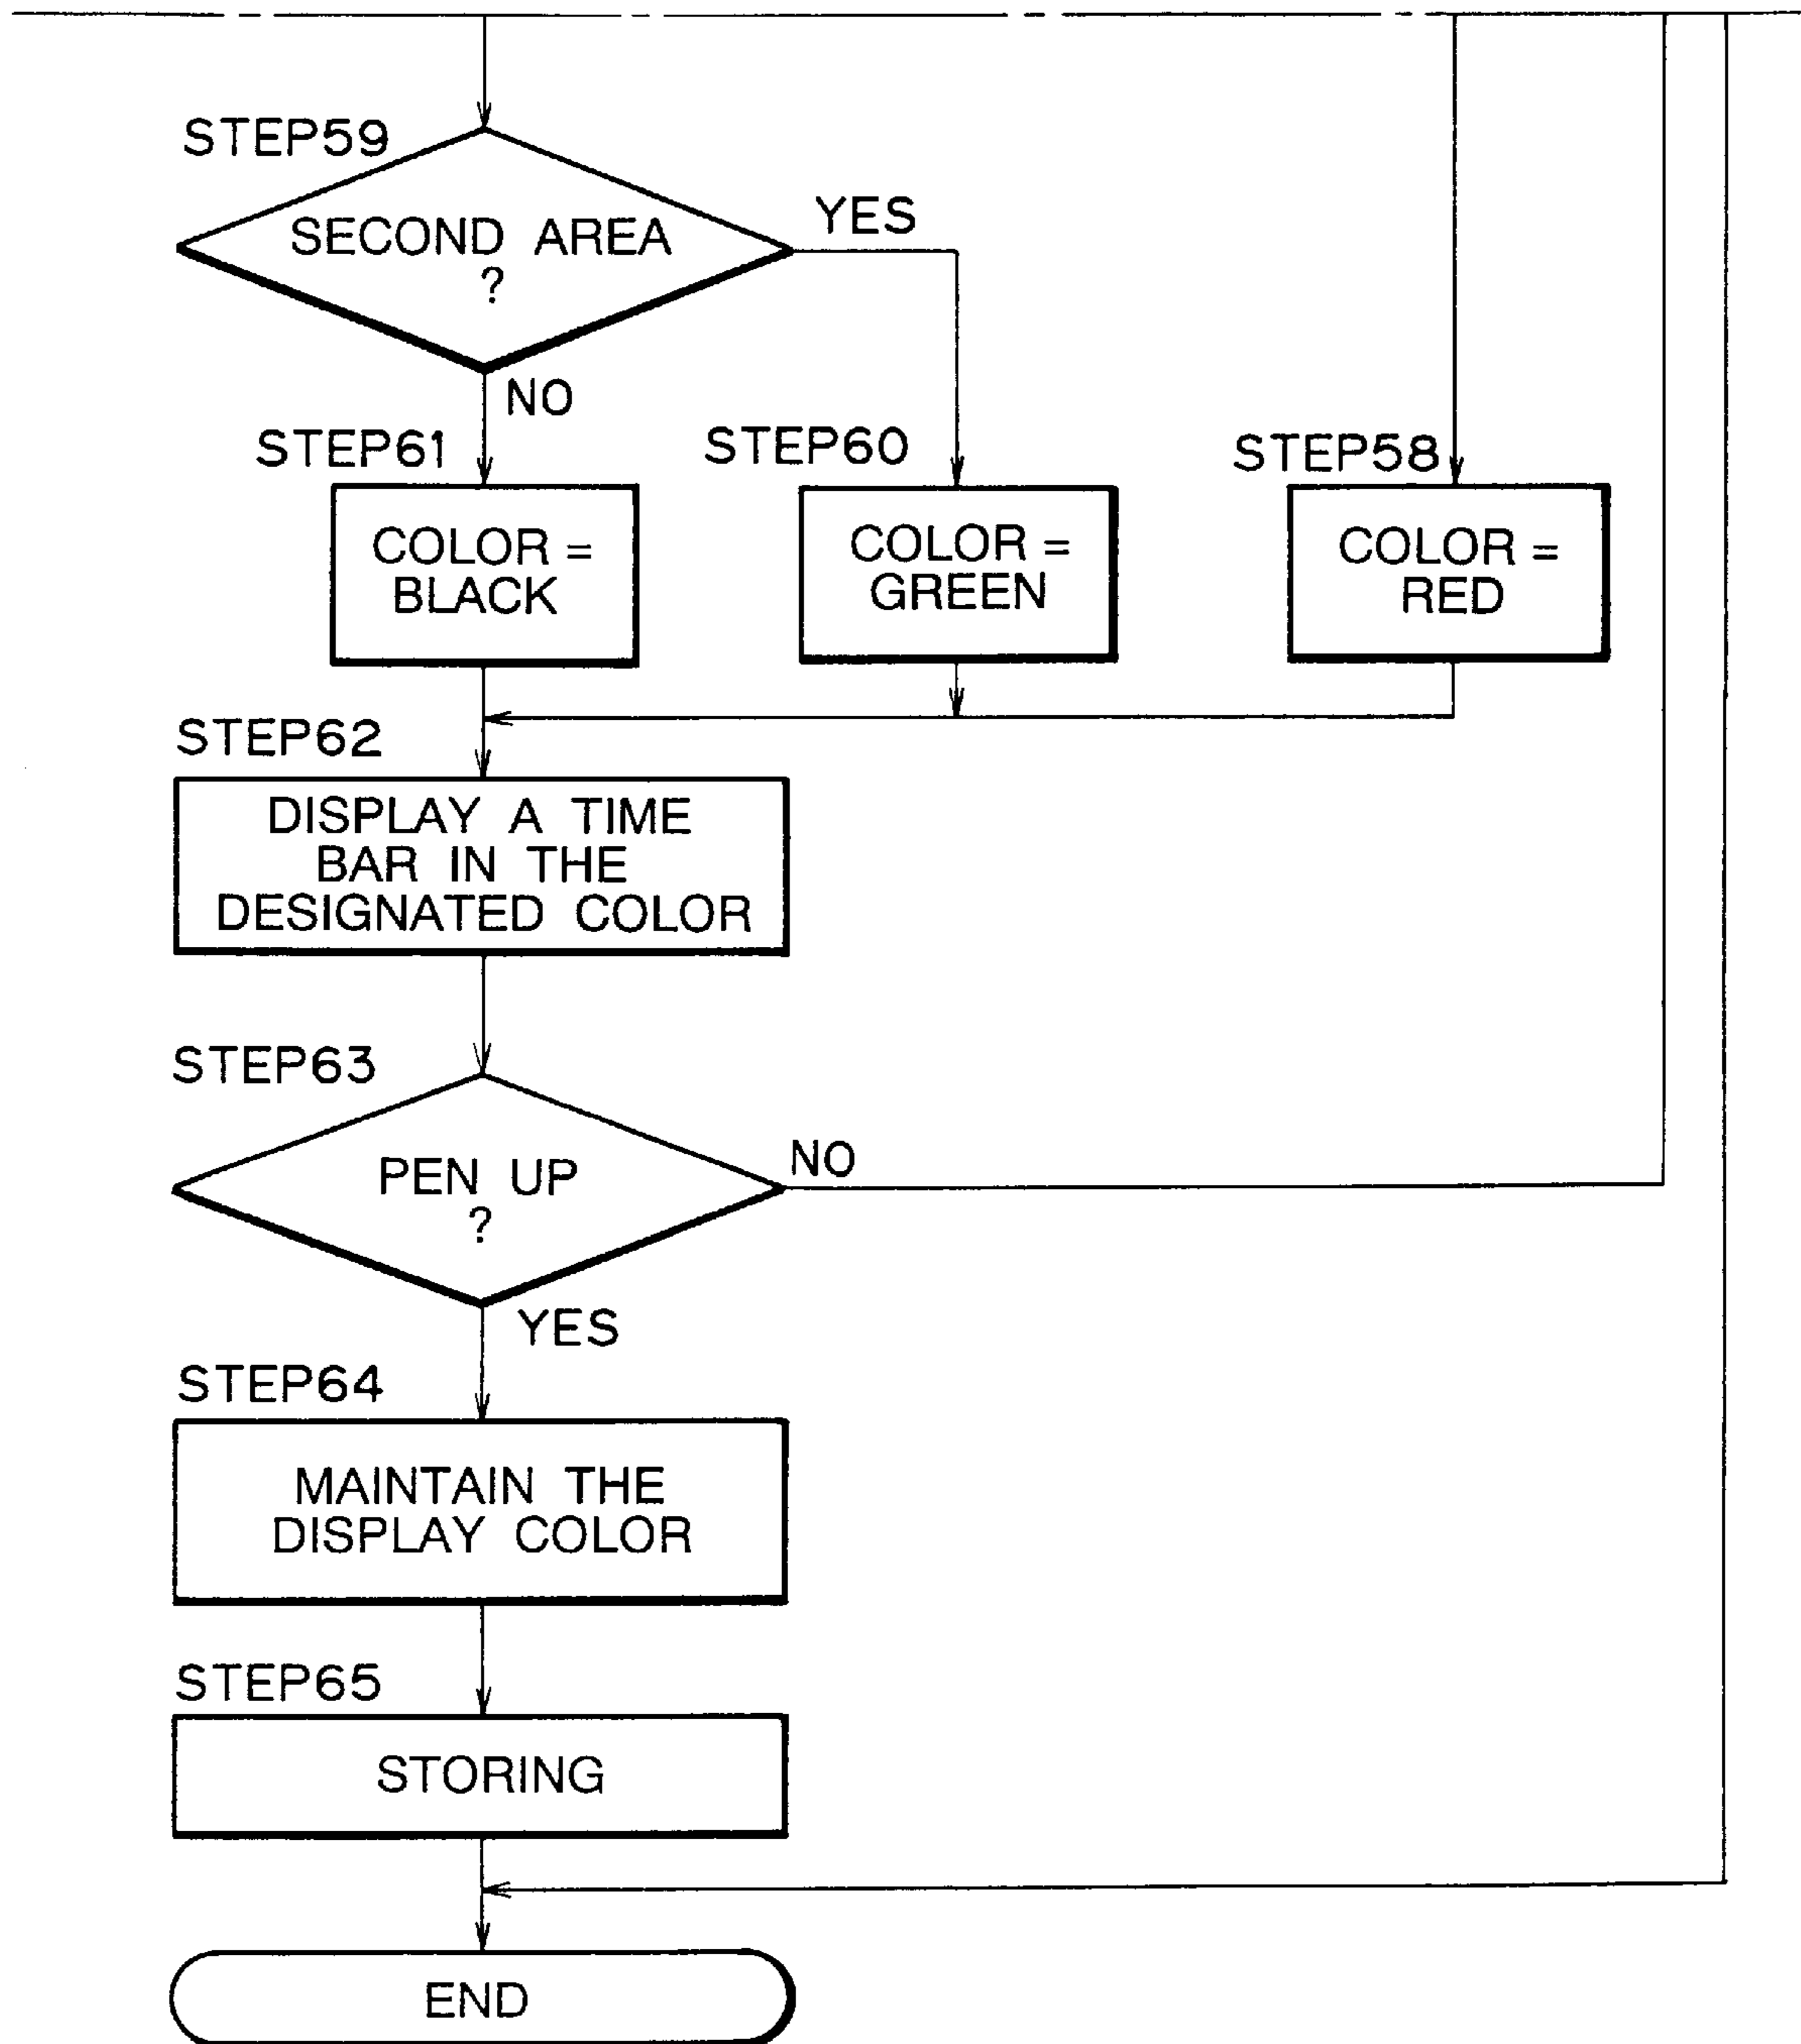 STEP59
SECOND AREA
?
YES
NO
STEP61
COLOR =
BLACK
STEP60
COLOR =
GREEN
STEP58
COLOR =
RED
STEP62
DISPLAY A TIME
BAR IN THE
DESIGNATED COLOR
STEP63
PEN UP
?
NO
YES
STEP64
MAINTAIN THE
DISPLAY COLOR
STEP65
STORING
END